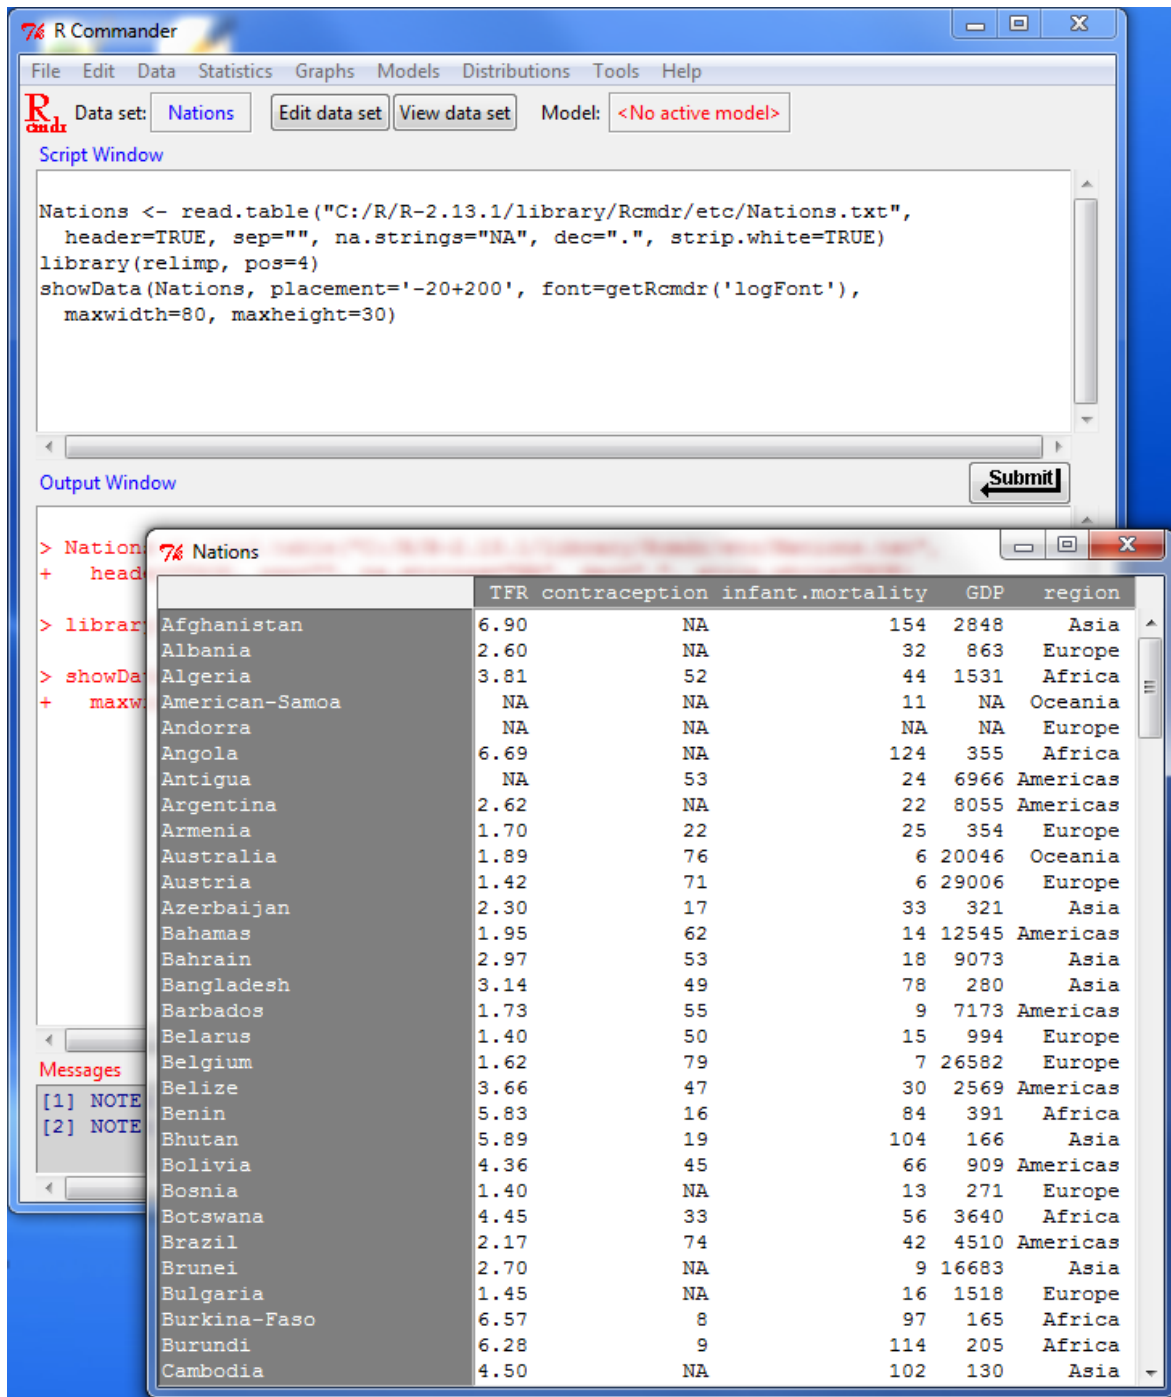 R Commander
File Edit Data Statistics Graphs Models Distributions Tools Help
R cmdr Data set: Nations Edit data set View data set Model: <No active model>
Script Window
Nations <- read.table("C:/R/R-2.13.1/library/Rcmdr/etc/Nations.txt",
header=TRUE, sep="", na.strings="NA", dec=".", strip.white=TRUE)
library(relimp, pos=4)
showData(Nations, placement='-20+200', font=getRcmdr('logFont'),
maxwidth=80, maxheight=30)
Output Window Submit
> Nation
+ head
> librar
> showDa
+ maxw
Messages
[1] NOTE
[2] NOTE
Nations
TFR contraception infant.mortality GDP region
Afghanistan 6.90 NA 154 2848 Asia
Albania 2.60 NA 32 863 Europe
Algeria 3.81 52 44 1531 Africa
American-Samoa NA NA 11 NA Oceania
Andorra NA NA NA NA Europe
Angola 6.69 NA 124 355 Africa
Antigua NA 53 24 6966 Americas
Argentina 2.62 NA 22 8055 Americas
Armenia 1.70 22 25 354 Europe
Australia 1.89 76 6 20046 Oceania
Austria 1.42 71 6 29006 Europe
Azerbaijan 2.30 17 33 321 Asia
Bahamas 1.95 62 14 12545 Americas
Bahrain 2.97 53 18 9073 Asia
Bangladesh 3.14 49 78 280 Asia
Barbados 1.73 55 9 7173 Americas
Belarus 1.40 50 15 994 Europe
Belgium 1.62 79 7 26582 Europe
Belize 3.66 47 30 2569 Americas
Benin 5.83 16 84 391 Africa
Bhutan 5.89 19 104 166 Asia
Bolivia 4.36 45 66 909 Americas
Bosnia 1.40 NA 13 271 Europe
Botswana 4.45 33 56 3640 Africa
Brazil 2.17 74 42 4510 Americas
Brunei 2.70 NA 9 16683 Asia
Bulgaria 1.45 NA 16 1518 Europe
Burkina-Faso 6.57 8 97 165 Africa
Burundi 6.28 9 114 205 Africa
Cambodia 4.50 NA 102 130 Asia